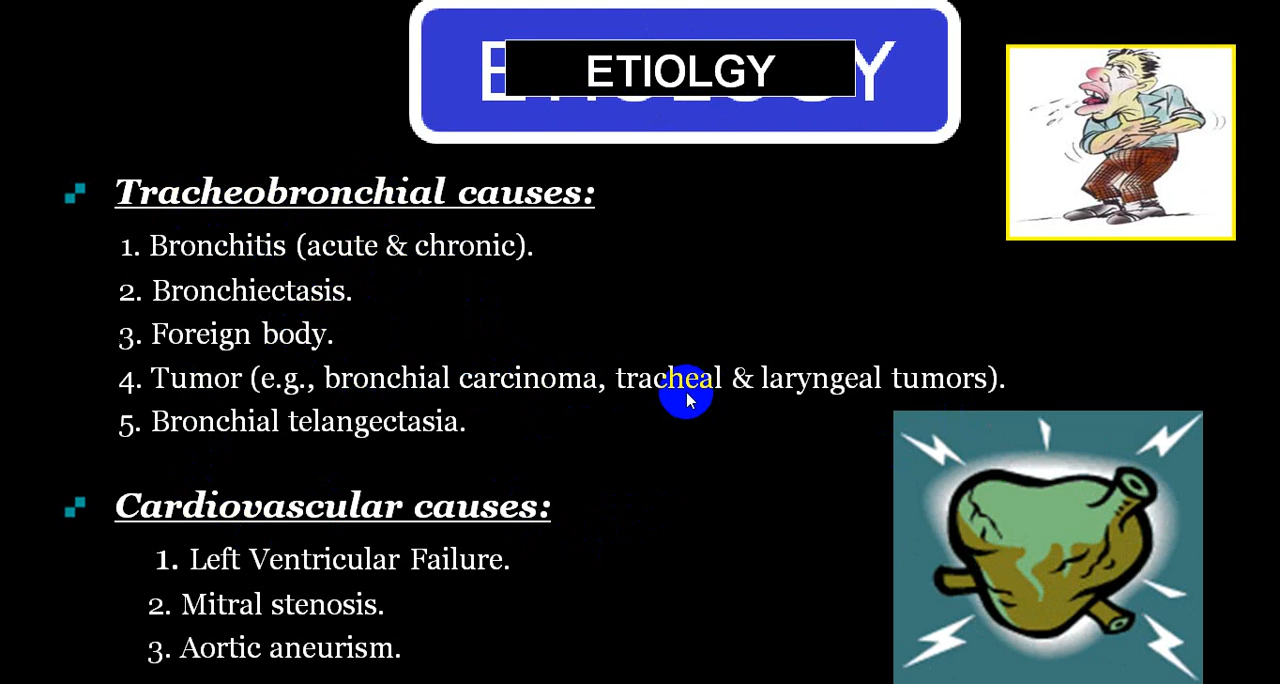 ETIOLGY
Tracheobronchial causes:
1. Bronchitis (acute & chronic).
2. Bronchiectasis.
3. Foreign body.
4. Tumor (e.g., bronchial carcinoma, tracheal & laryngeal tumors).
5. Bronchial telangectasia.
Cardiovascular causes:
1. Left Ventricular Failure.
2. Mitral stenosis.
3. Aortic aneurism.